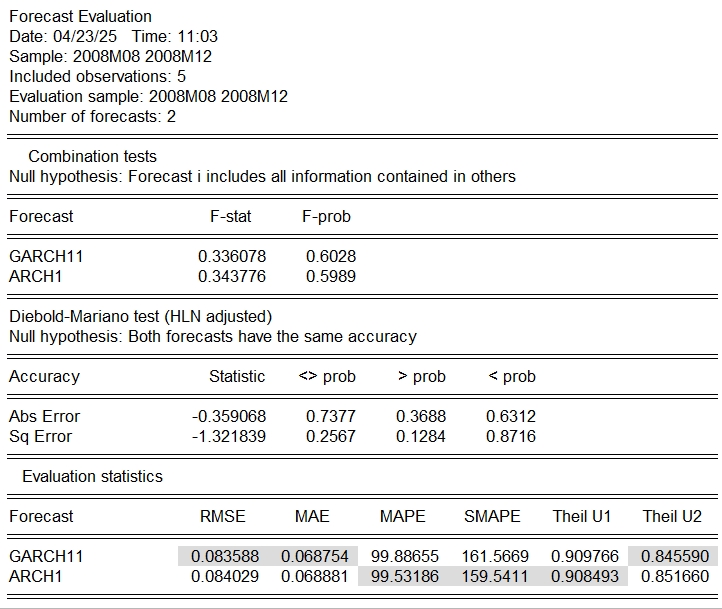 Forecast Evaluation
Date: 04/23/25 Time: 11:03
Sample: 2008M08 2008M12
Included observations: 5
Evaluation sample: 2008M08 2008M12
Number of forecasts: 2
Combination tests
Null hypothesis: Forecast i includes all information contained in others
Forecast F-stat F-prob
GARCH11 0.336078 0.6028
ARCH1 0.343776 0.5989
Diebold-Mariano test (HLN adjusted)
Null hypothesis: Both forecasts have the same accuracy
Accuracy Statistic <> prob > prob < prob
Abs Error -0.359068 0.7377 0.3688 0.6312
Sq Error -1.321839 0.2567 0.1284 0.8716
Evaluation statistics
Forecast RMSE MAE MAPE SMAPE Theil U1 Theil U2
GARCH11 0.083588 0.068754 99.88655 161.5669 0.909766 0.845590
ARCH1 0.084029 0.068881 99.53186 159.5411 0.908493 0.851660